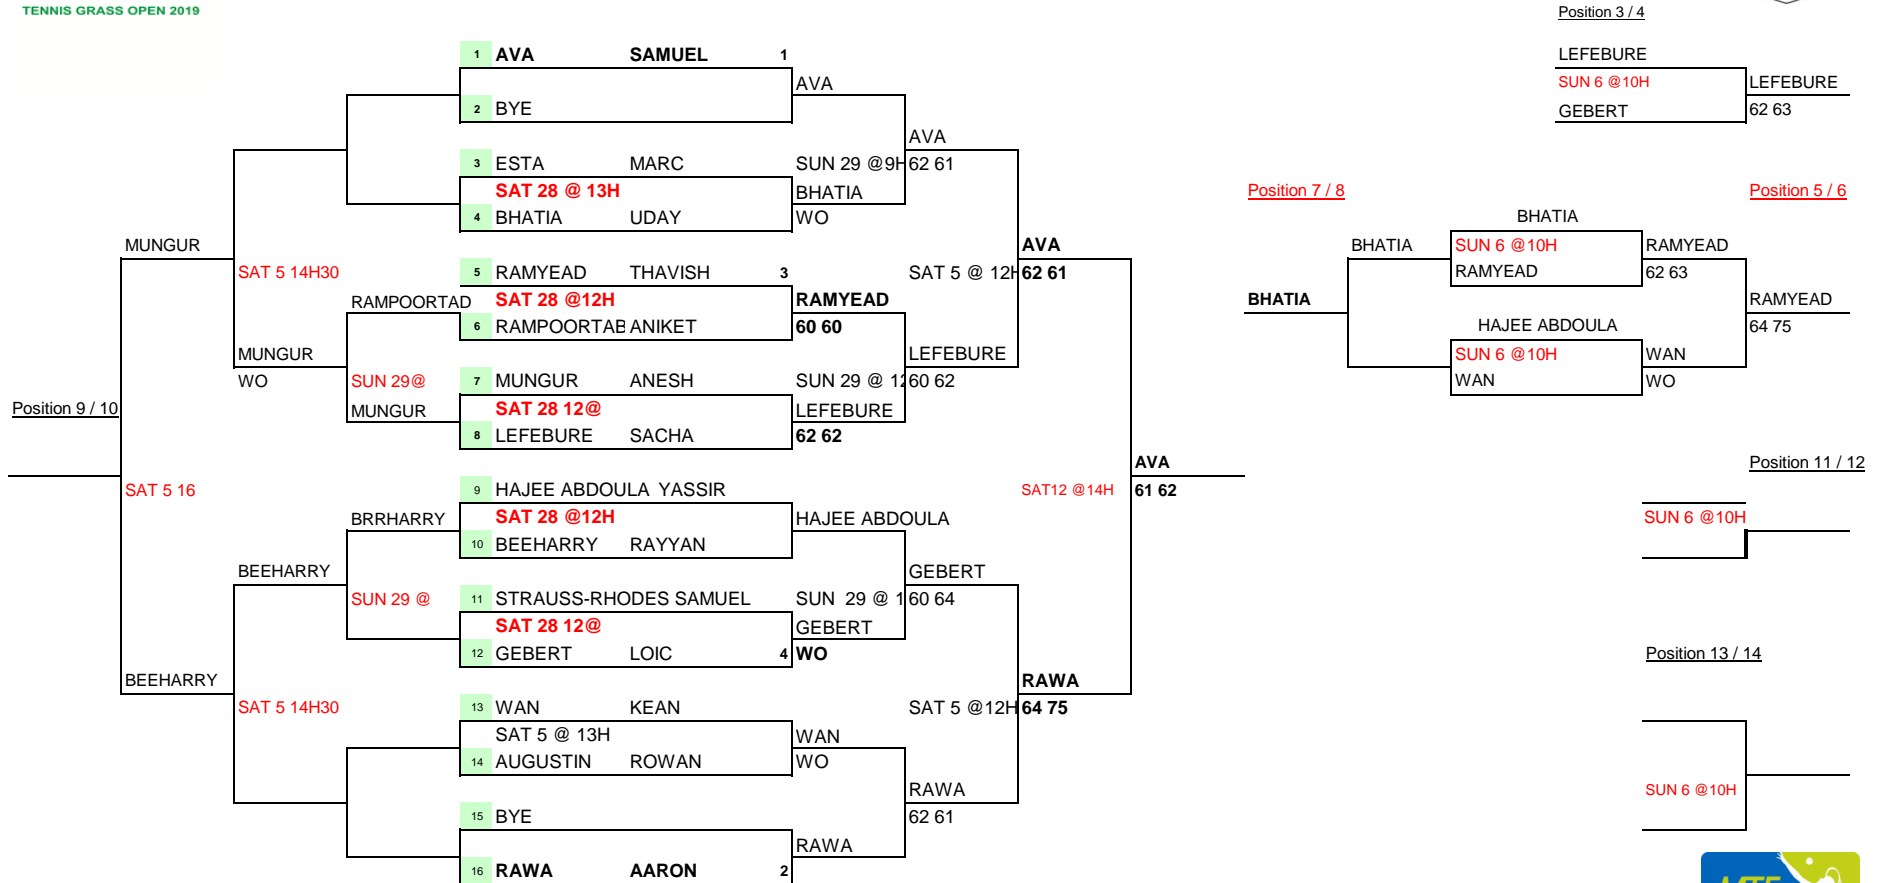 TENNIS GRASS OPEN 2019
Position 3 / 4
1 AVA SAMUEL 1
LEFEBURE
AVA
SUN 6 @10H
LEFEBURE
2 BYE
GEBERT
62 63
AVA
3 ESTA MARC
SUN 29 @9H
62 61
SAT 28 @ 13H
BHATIA
Position 7 / 8
Position 5 / 6
4 BHATIA UDAY
WO
BHATIA
MUNGUR
AVA
BHATIA
SUN 6 @10H
RAMYEAD
SAT 5 14H30
5 RAMYEAD THAVISH 3
SAT 5 @ 12H
62 61
RAMYEAD
62 63
RAMPOORTAD
SAT 28 @12H
RAMYEAD
BHATIA
RAMYEAD
6 RAMPOORTAB ANIKET
60 60
HAJEE ABDOULA
64 75
MUNGUR
LEFEBURE
SUN 6 @10H
WAN
WO
SUN 29@
7 MUNGUR ANESH
SUN 29 @ 12
60 62
WAN
WO
Position 9 / 10
MUNGUR
SAT 28 12@
LEFEBURE
8 LEFEBURE SACHA
62 62
AVA
Position 11 / 12
SAT 5 16
9 HAJEE ABDOULA YASSIR
SAT12 @14H
61 62
BRRHARRY
SAT 28 @12H
HAJEE ABDOULA
SUN 6 @10H
10 BEEHARRY RAYYAN
BEEHARRY
GEBERT
SUN 29 @
11 STRAUSS-RHODES SAMUEL
SUN 29 @ 1
60 64
SAT 28 12@
GEBERT
12 GEBERT LOIC 4
WO
Position 13 / 14
BEEHARRY
RAWA
SAT 5 14H30
13 WAN KEAN
SAT 5 @12H
64 75
SAT 5 @ 13H
WAN
14 AUGUSTIN ROWAN
WO
RAWA
SUN 6 @10H
15 BYE
62 61
RAWA
16 RAWA AARON 2
MTF